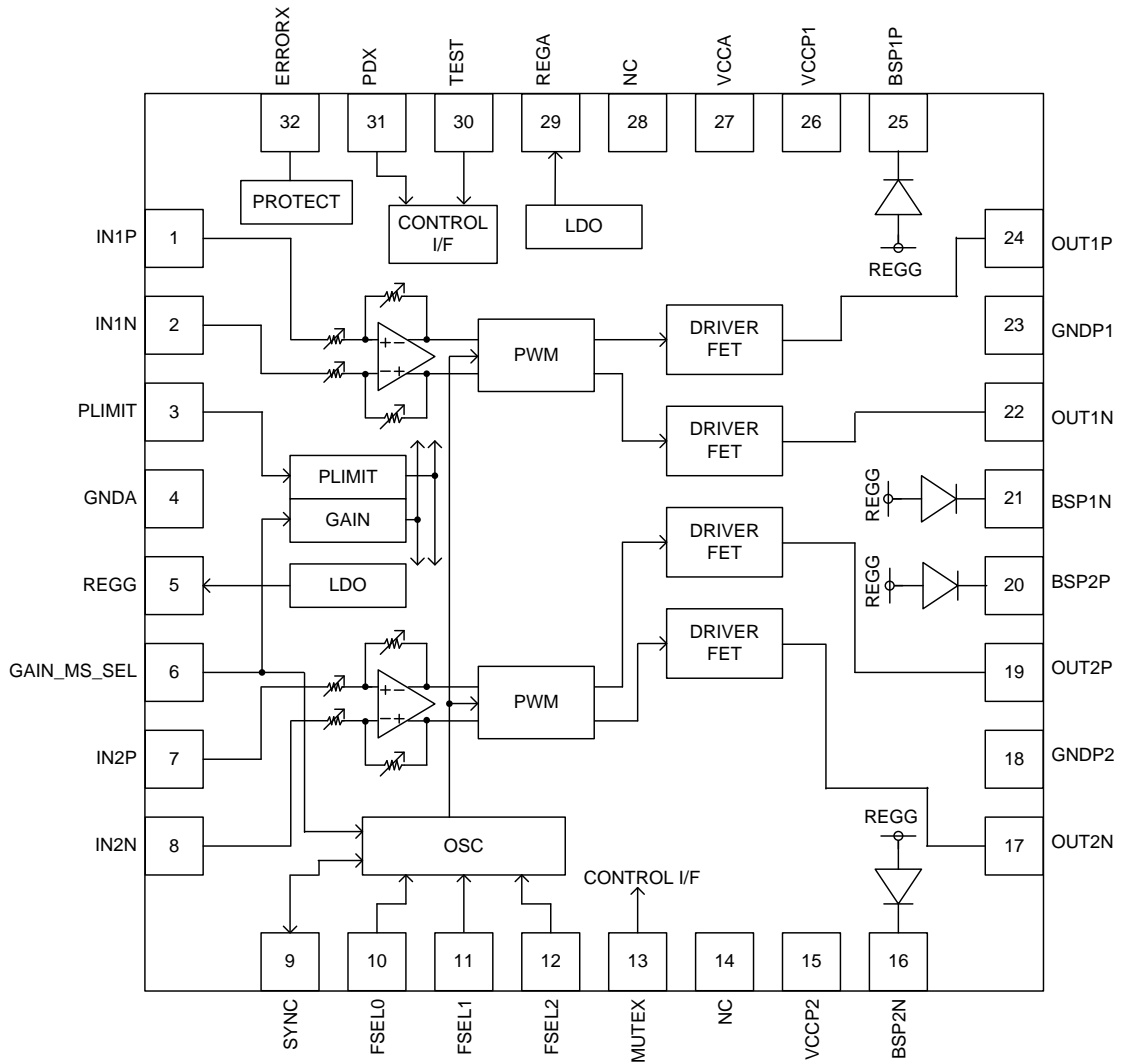 ERRORX
PDX
TEST
REGA
NC
VCCA
VCCP1
BSP1P
32
31
30
29
28
27
26
25
PROTECT
CONTROL
I/F
LDO
REGG
IN1P
1
24
OUT1P
IN1N
2
+ −
− +
PWM
DRIVER
FET
23
GNDP1
PLIMIT
3
DRIVER
FET
22
OUT1N
PLIMIT
GNDA
4
GAIN
REGG
21
BSP1N
DRIVER
FET
REGG
5
LDO
REGG
20
BSP2P
GAIN_MS_SEL
6
+ −
− +
PWM
DRIVER
FET
19
OUT2P
IN2P
7
18
GNDP2
IN2N
8
OSC
REGG
17
OUT2N
CONTROL I/F
9
10
11
12
13
14
15
16
SYNC
FSEL0
FSEL1
FSEL2
MUTEX
NC
VCCP2
BSP2N